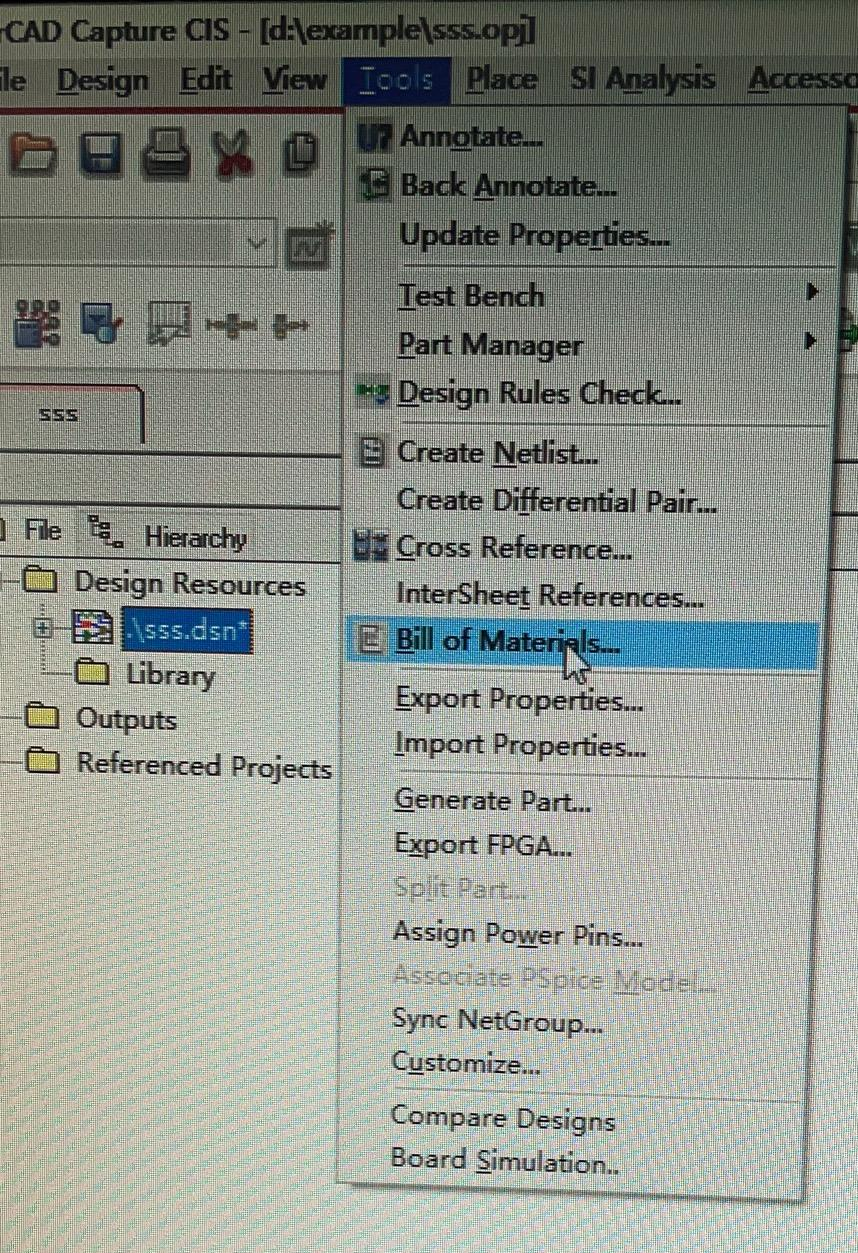 rCAD Capture CIS - [d:\example\sss.opj]
ile Design Edit View Tools Place SI Analysis Accesso
U? Annotate...
Back Annotate...
Update Properties...
Test Bench
Part Manager
Design Rules Check...
sss
Create Netlist...
Create Differential Pair...
File Hierarchy
Cross Reference...
Design Resources
InterSheet References...
.\sss.dsn*
Bill of Materials...
Library
Export Properties...
Outputs
Import Properties...
Referenced Projects
Generate Part...
Export FPGA...
Split Part...
Assign Power Pins...
Associate PSpice Model...
Sync NetGroup...
Customize...
Compare Designs
Board Simulation..